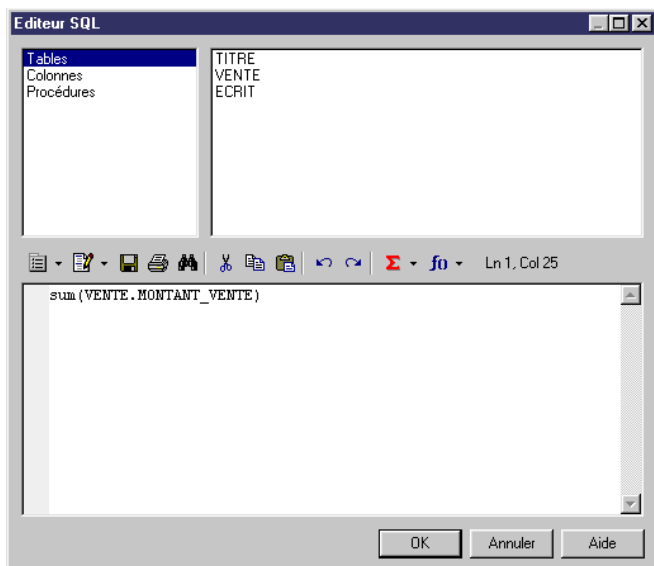 Editeur SQL
Tables
Colonnes
Procédures
TITRE
VENTE
ECRIT
Σ f() Ln 1, Col 25
sum(VENTE.MONTANT_VENTE)
OK Annuler Aide